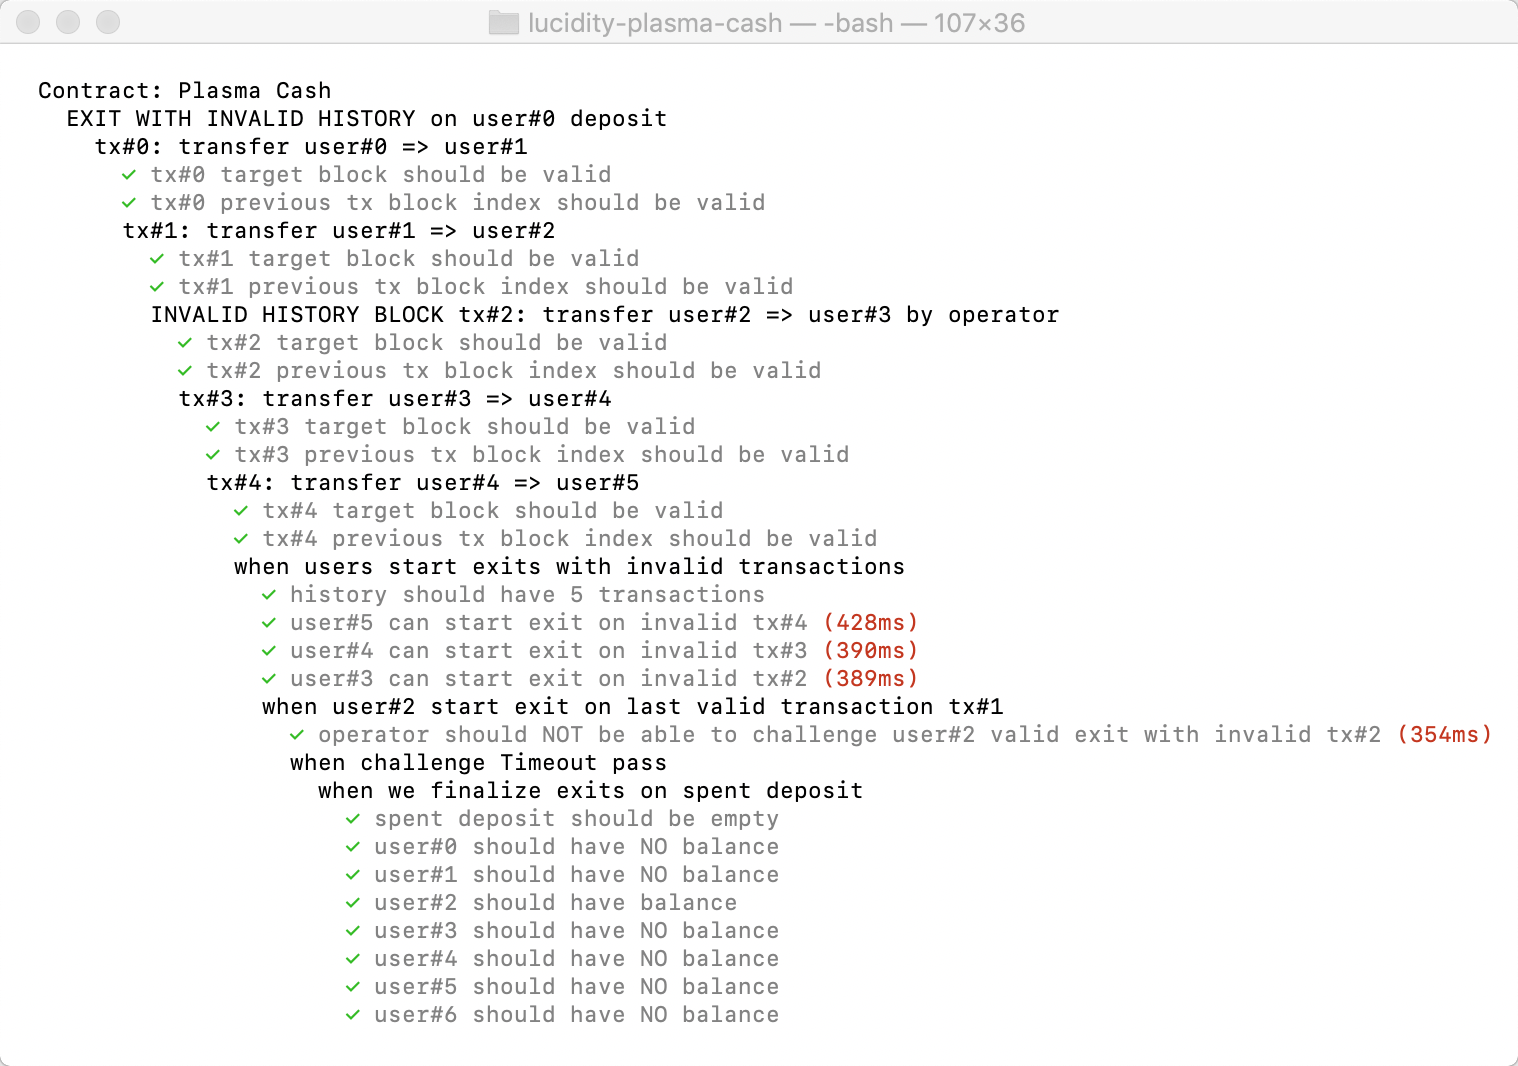 lucidity-plasma-cash — -bash — 107×36
Contract: Plasma Cash
EXIT WITH INVALID HISTORY on user#0 deposit
tx#0: transfer user#0 => user#1
✓ tx#0 target block should be valid
✓ tx#0 previous tx block index should be valid
tx#1: transfer user#1 => user#2
✓ tx#1 target block should be valid
✓ tx#1 previous tx block index should be valid
INVALID HISTORY BLOCK tx#2: transfer user#2 => user#3 by operator
✓ tx#2 target block should be valid
✓ tx#2 previous tx block index should be valid
tx#3: transfer user#3 => user#4
✓ tx#3 target block should be valid
✓ tx#3 previous tx block index should be valid
tx#4: transfer user#4 => user#5
✓ tx#4 target block should be valid
✓ tx#4 previous tx block index should be valid
when users start exits with invalid transactions
✓ history should have 5 transactions
✓ user#5 can start exit on invalid tx#4 (428ms)
✓ user#4 can start exit on invalid tx#3 (390ms)
✓ user#3 can start exit on invalid tx#2 (389ms)
when user#2 start exit on last valid transaction tx#1
✓ operator should NOT be able to challenge user#2 valid exit with invalid tx#2 (354ms)
when challenge Timeout pass
when we finalize exits on spent deposit
✓ spent deposit should be empty
✓ user#0 should have NO balance
✓ user#1 should have NO balance
✓ user#2 should have balance
✓ user#3 should have NO balance
✓ user#4 should have NO balance
✓ user#5 should have NO balance
✓ user#6 should have NO balance